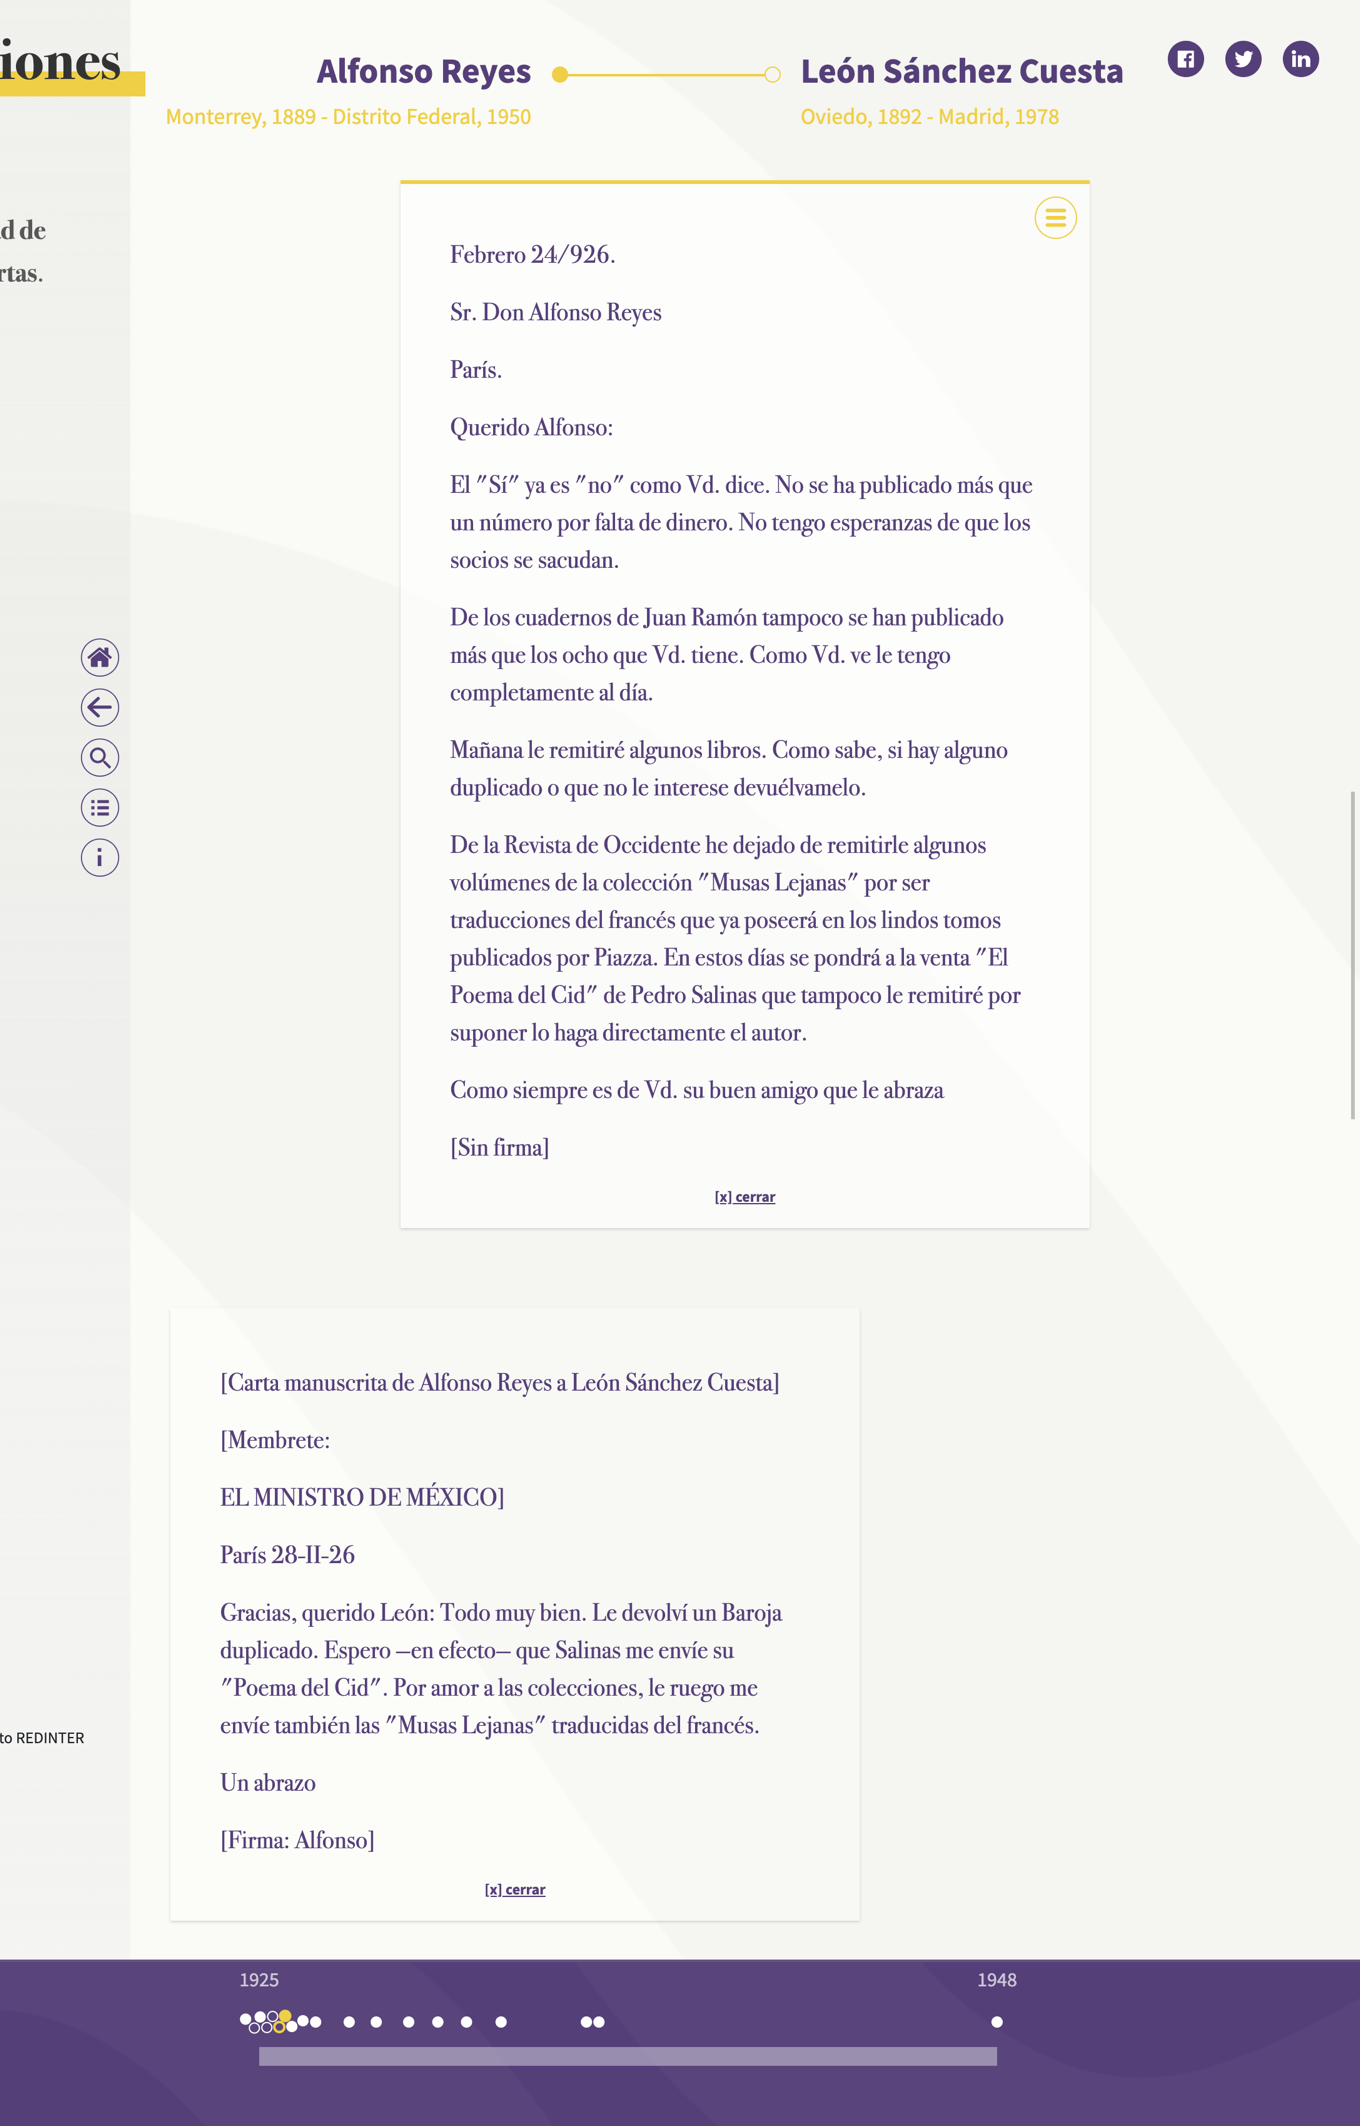 iones
Alfonso Reyes
León Sánchez Cuesta
Monterrey, 1889 - Distrito Federal, 1950
Oviedo, 1892 - Madrid, 1978
d de
rtas.
Febrero 24/926.
Sr. Don Alfonso Reyes
París.
Querido Alfonso:
El "Sí" ya es "no" como Vd. dice. No se ha publicado más que
un número por falta de dinero. No tengo esperanzas de que los
socios se sacudan.
De los cuadernos de Juan Ramón tampoco se han publicado
más que los ocho que Vd. tiene. Como Vd. ve le tengo
completamente al día.
Mañana le remitiré algunos libros. Como sabe, si hay alguno
duplicado o que no le interese devuélvamelo.
De la Revista de Occidente he dejado de remitirle algunos
volúmenes de la colección "Musas Lejanas" por ser
traducciones del francés que ya poseerá en los lindos tomos
publicados por Piazza. En estos días se pondrá a la venta "El
Poema del Cid" de Pedro Salinas que tampoco le remitiré por
suponer lo haga directamente el autor.
Como siempre es de Vd. su buen amigo que le abraza
[Sin firma]
[x] cerrar
[Carta manuscrita de Alfonso Reyes a León Sánchez Cuesta]
[Membrete:
EL MINISTRO DE MÉXICO]
París 28-II-26
Gracias, querido León: Todo muy bien. Le devolví un Baroja
duplicado. Espero —en efecto— que Salinas me envíe su
"Poema del Cid". Por amor a las colecciones, le ruego me
envíe también las "Musas Lejanas" traducidas del francés.
Un abrazo
[Firma: Alfonso]
[x] cerrar
to REDINTER
1925
1948